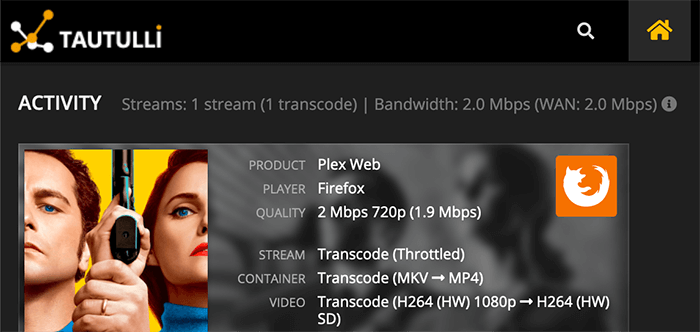 TAUTULLI
ACTIVITY Streams: 1 stream (1 transcode) | Bandwidth: 2.0 Mbps (WAN: 2.0 Mbps)
PRODUCT Plex Web
PLAYER Firefox
QUALITY 2 Mbps 720p (1.9 Mbps)
STREAM Transcode (Throttled)
CONTAINER Transcode (MKV → MP4)
VIDEO Transcode (H264 (HW) 1080p → H264 (HW)
SD)